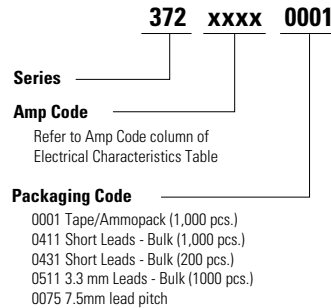 372 xxxx 0001
Series
Amp Code
Refer to Amp Code column of
Electrical Characteristics Table
Packaging Code
0001 Tape/Ammopack (1,000 pcs.)
0411 Short Leads - Bulk (1,000 pcs.)
0431 Short Leads - Bulk (200 pcs.)
0511 3.3 mm Leads - Bulk (1000 pcs.)
0075 7.5mm lead pitch